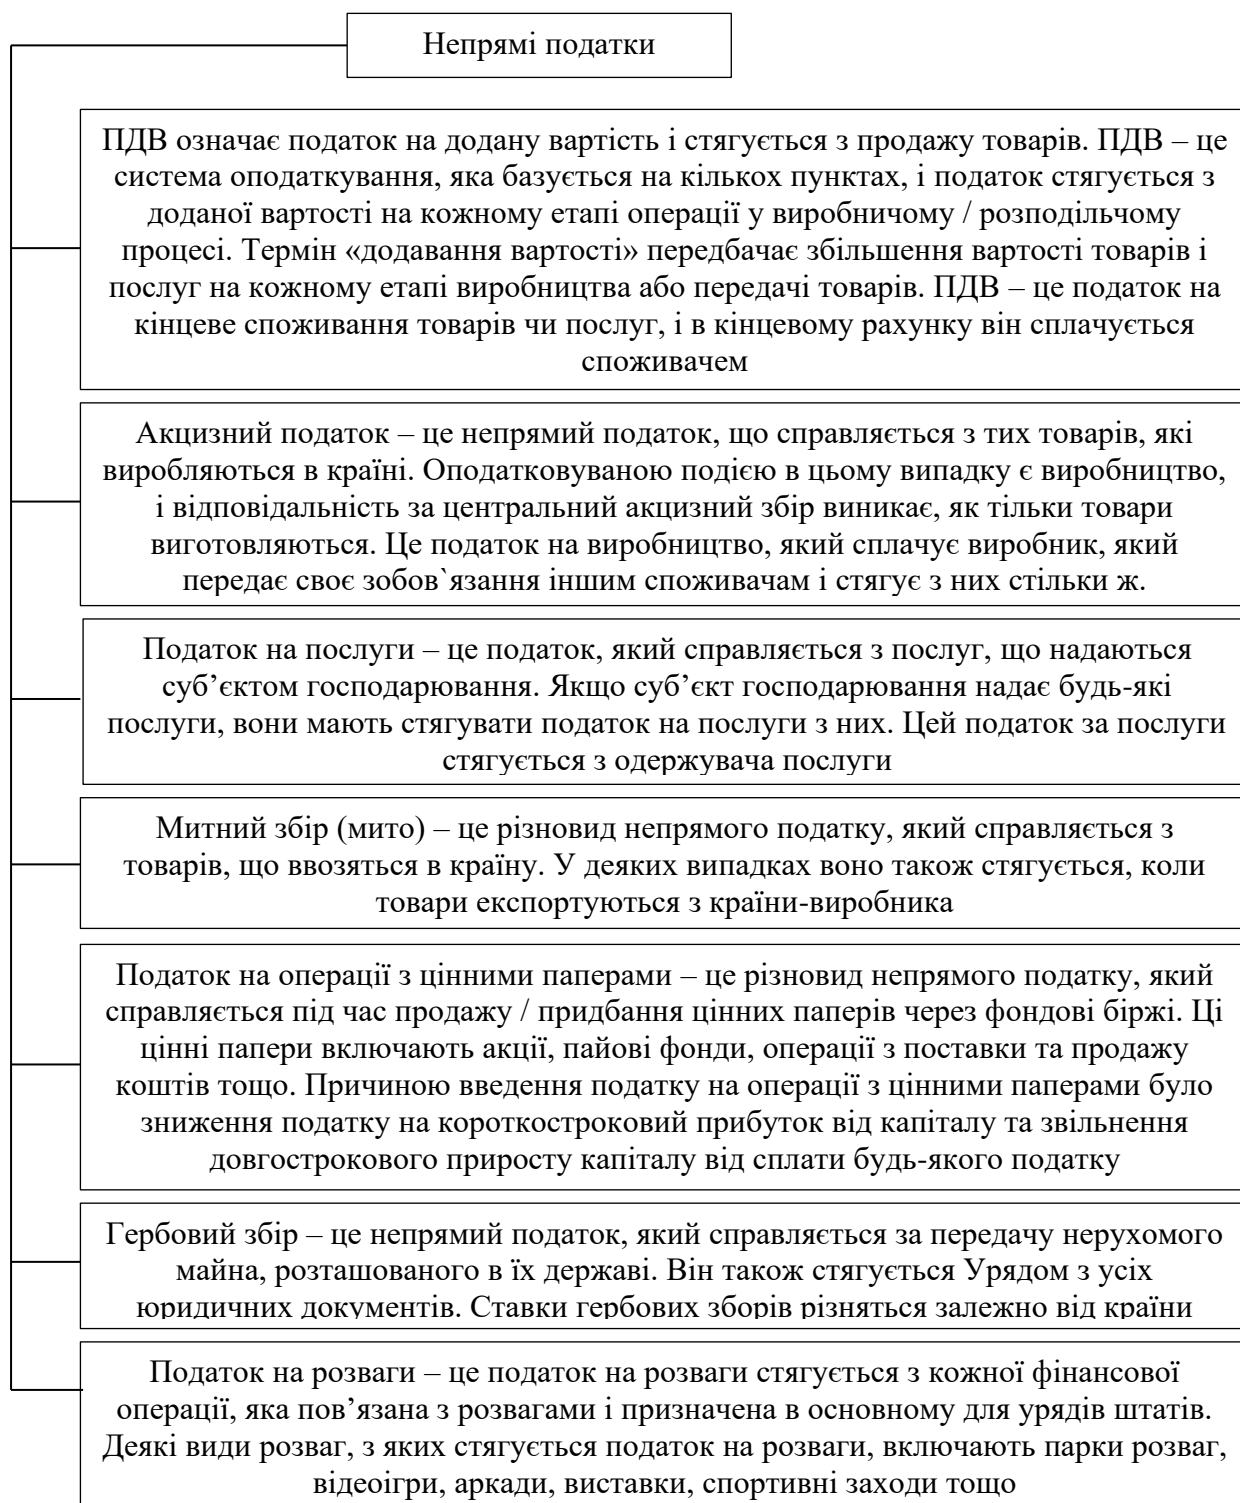 Непрямі податки
ПДВ означає податок на додану вартість і стягується з продажу товарів. ПДВ – це
система оподаткування, яка базується на кількох пунктах, і податок стягується з
доданої вартості на кожному етапі операції у виробничому / розподільчому
процесі. Термін «додавання вартості» передбачає збільшення вартості товарів і
послуг на кожному етапі виробництва або передачі товарів. ПДВ – це податок на
кінцеве споживання товарів чи послуг, і в кінцевому рахунку він сплачується
споживачем
Акцизний податок – це непрямий податок, що справляється з тих товарів, які
виробляються в країні. Оподатковуваною подією в цьому випадку є виробництво,
і відповідальність за центральний акцизний збір виникає, як тільки товари
виготовляються. Це податок на виробництво, який сплачує виробник, який
передає своє зобов`язання іншим споживачам і стягує з них стільки ж.
Податок на послуги – це податок, який справляється з послуг, що надаються
суб’єктом господарювання. Якщо суб’єкт господарювання надає будь-які
послуги, вони мають стягувати податок на послуги з них. Цей податок за послуги
стягується з одержувача послуги
Митний збір (мито) – це різновид непрямого податку, який справляється з
товарів, що ввозяться в країну. У деяких випадках воно також стягується, коли
товари експортуються з країни-виробника
Податок на операції з цінними паперами – це різновид непрямого податку, який
справляється під час продажу / придбання цінних паперів через фондові біржі. Ці
цінні папери включають акції, пайові фонди, операції з поставки та продажу
коштів тощо. Причиною введення податку на операції з цінними паперами було
зниження податку на короткостроковий прибуток від капіталу та звільнення
довгострокового приросту капіталу від сплати будь-якого податку
Гербовий збір – це непрямий податок, який справляється за передачу нерухомого
майна, розташованого в їх державі. Він також стягується Урядом з усіх
юридичних документів. Ставки гербових зборів різняться залежно від країни
Податок на розваги – це податок на розваги стягується з кожної фінансової
операції, яка пов’язана з розвагами і призначена в основному для урядів штатів.
Деякі види розваг, з яких стягується податок на розваги, включають парки розваг,
відеоігри, аркади, виставки, спортивні заходи тощо